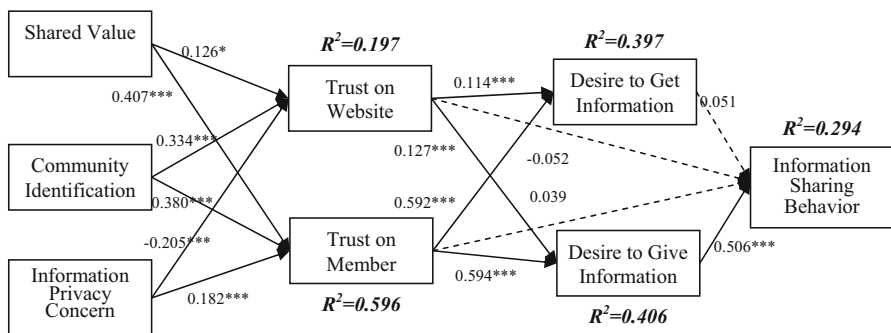 Shared Value
0.126*
R²=0.197
R²=0.397
0.407***
Trust on
Website
0.114***
Desire to Get
Information
0.051
0.334***
0.127***
-0.052
R²=0.294
Community
Identification
0.380***
0.592***
0.039
Information
Sharing
Behavior
-0.205***
Trust on
Member
0.594***
Desire to Give
Information
0.506***
Information
Privacy
Concern
0.182***
R²=0.596
R²=0.406